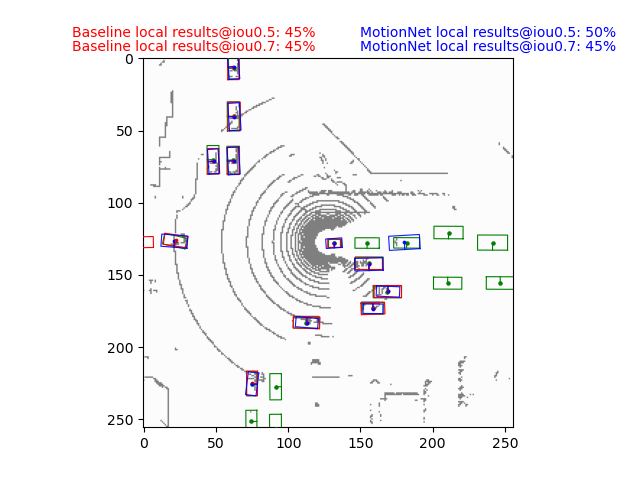 Baseline local results@iou0.5: 45% MotionNet local results@iou0.5: 50%
Baseline local results@iou0.7: 45% MotionNet local results@iou0.7: 45%
0
50
100
150
200
250
0 50 100 150 200 250